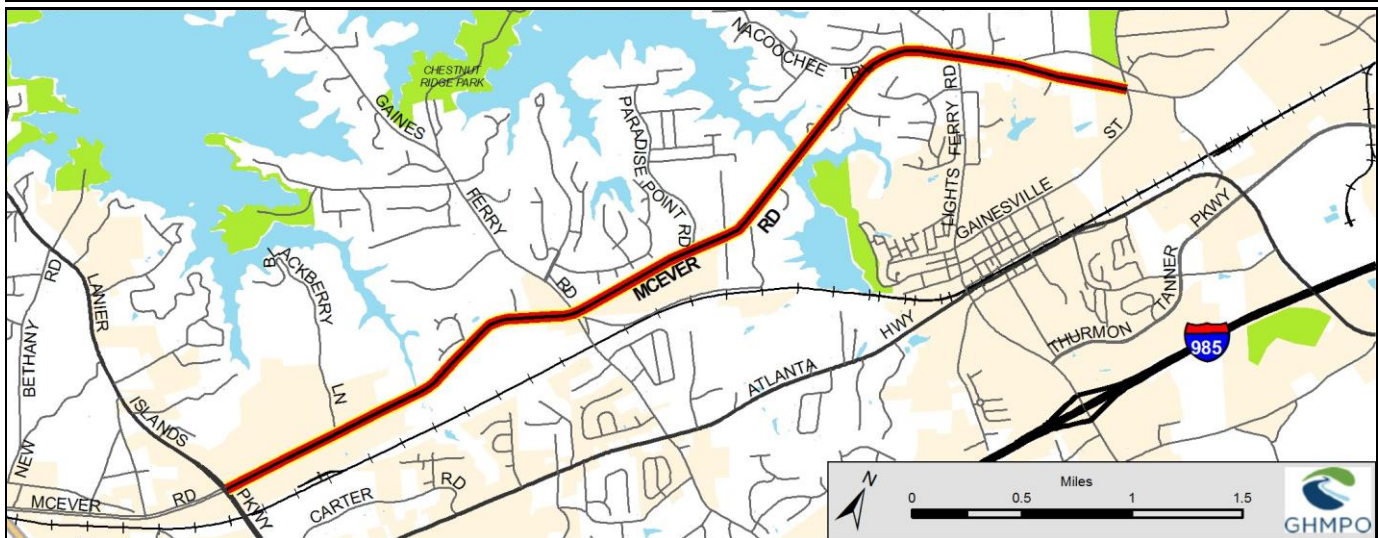 NACOOCHEE
TRL
CHESTNUT
RIDGE PARK
GAINES
FERRY
RD
PARADISE POINT RD
LIGHTS FERRY RD
GAINESVILLE
ST
MCEVER
RD
BLACKBERRY
LN
LANIER
ISLANDS
PKWY
NEW
BETHANY
RD
MCEVER
RD
CARTER
RD
ATLANTA
HWY
THURMON
TANNER
PKWY
985
N
Miles
0 0.5 1 1.5
GHMPO